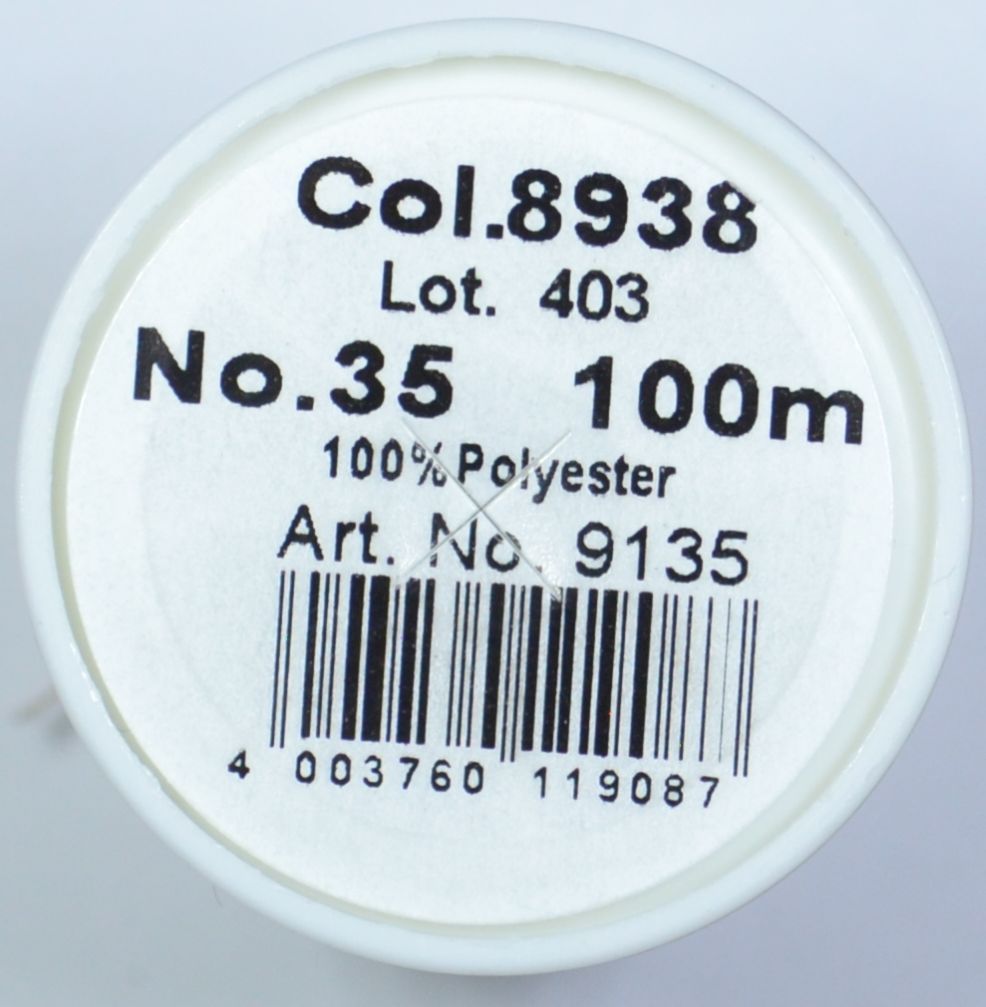 Col.8938
Lot. 403
No.35 100m
100% Polyester
Art. No. 9135
4 003760 119087